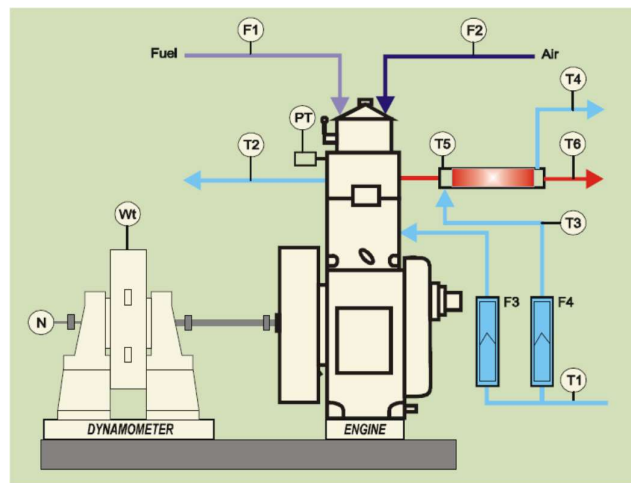 F1
F2
Fuel
Air
T4
PT
T2
T5
T6
Wt
T3
N
F3
F4
T1
DYNAMOMETER
ENGINE